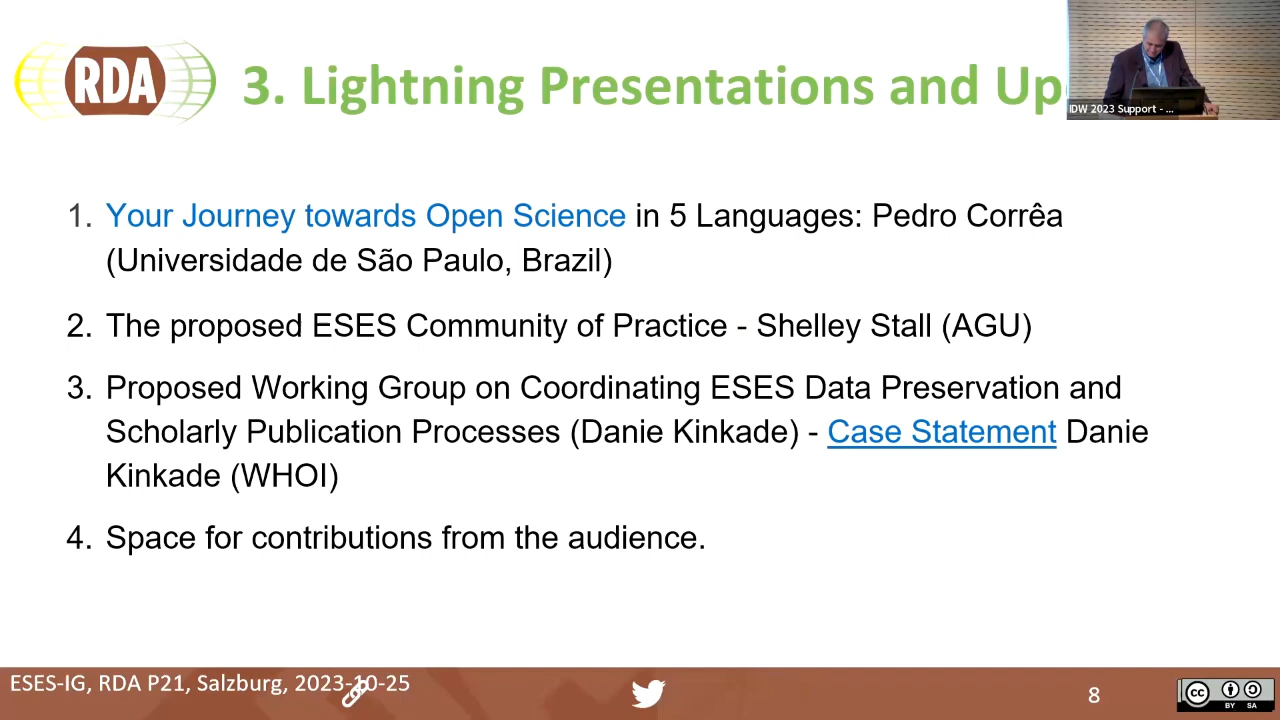 RDA
3. Lightning Presentations and Up
IDW 2023 Support - ...
1. Your Journey towards Open Science in 5 Languages: Pedro Corrêa
(Universidade de São Paulo, Brazil)
2. The proposed ESES Community of Practice - Shelley Stall (AGU)
3. Proposed Working Group on Coordinating ESES Data Preservation and
Scholarly Publication Processes (Danie Kinkade) - Case Statement Danie
Kinkade (WHOI)
4. Space for contributions from the audience.
ESES-IG, RDA P21, Salzburg, 2023-10-25
8
cc
BY SA